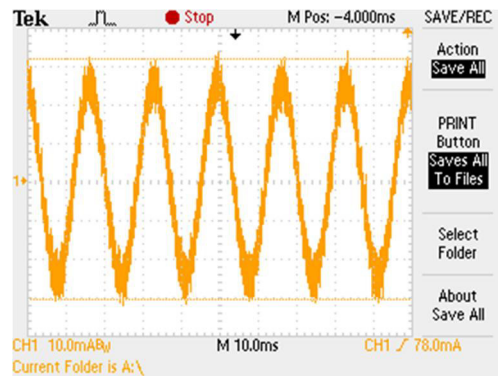 Tek Stop M Pos: -4.000ms SAVE/REC
Action
Save All
PRINT
Button
Saves All
To Files
Select
Folder
About
Save All
1
CH1 10.0mABW M 10.0ms CH1 / 78.0mA
Current Folder is A:\